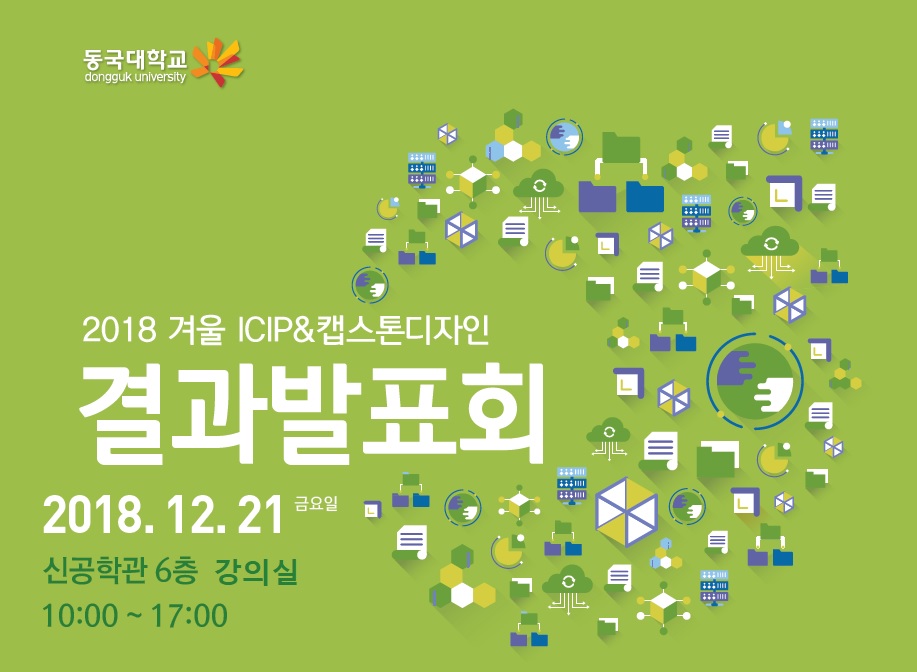 동국대학교
dongguk university
2018 겨울 ICIP&캡스톤디자인
결과발표회
2018. 12. 21 금요일
신공학관 6층 강의실
10:00 ~ 17:00